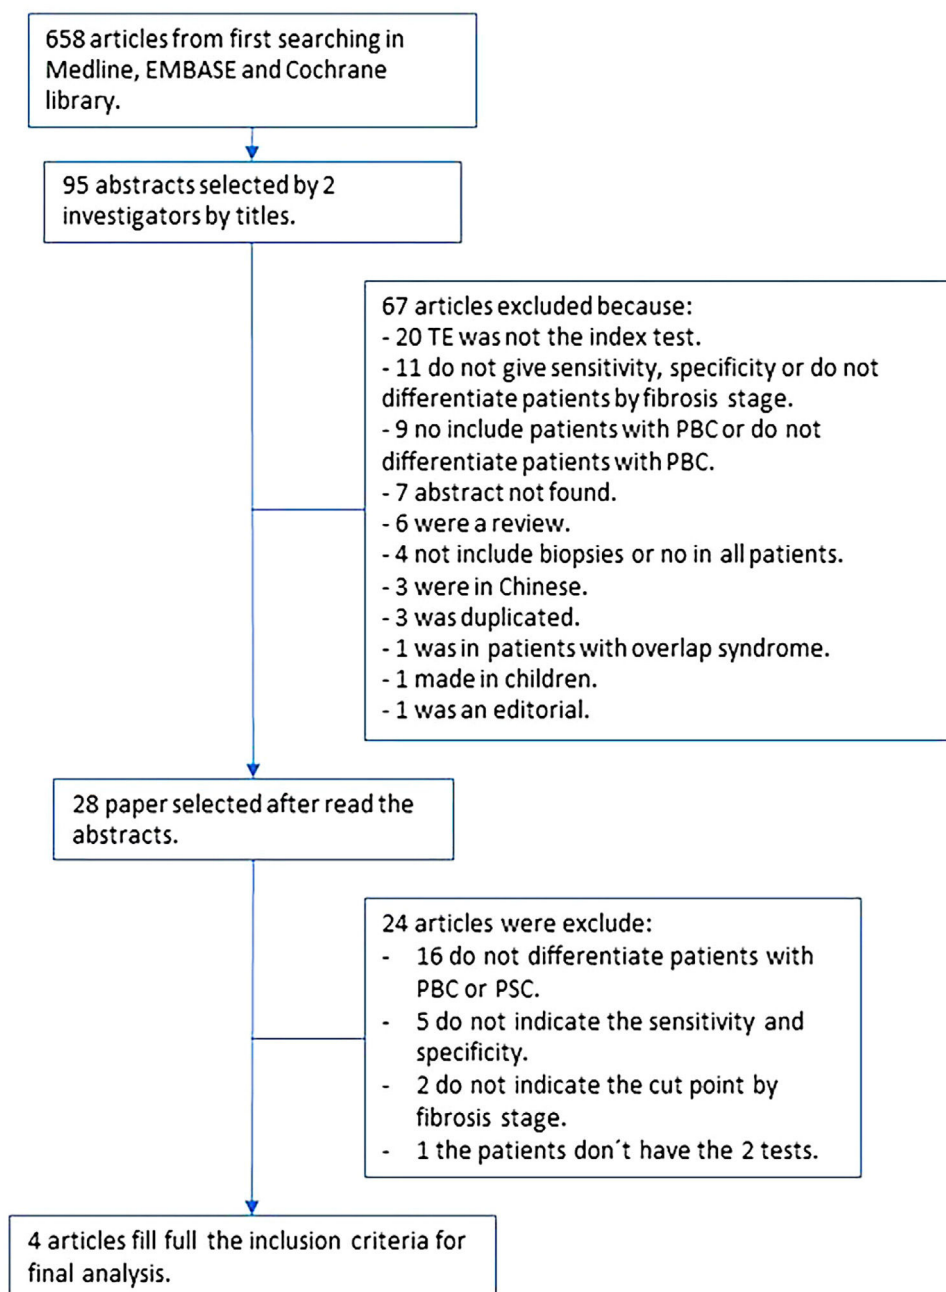 658 articles from first searching in
Medline, EMBASE and Cochrane
library.
95 abstracts selected by 2
investigators by titles.
67 articles excluded because:
- 20 TE was not the index test.
- 11 do not give sensitivity, specificity or do not
differentiate patients by fibrosis stage.
- 9 no include patients with PBC or do not
differentiate patients with PBC.
- 7 abstract not found.
- 6 were a review.
- 4 not include biopsies or no in all patients.
- 3 were in Chinese.
- 3 was duplicated.
- 1 was in patients with overlap syndrome.
- 1 made in children.
- 1 was an editorial.
28 paper selected after read the
abstracts.
24 articles were exclude:
- 16 do not differentiate patients with
PBC or PSC.
- 5 do not indicate the sensitivity and
specificity.
- 2 do not indicate the cut point by
fibrosis stage.
- 1 the patients don´t have the 2 tests.
4 articles fill full the inclusion criteria for
final analysis.